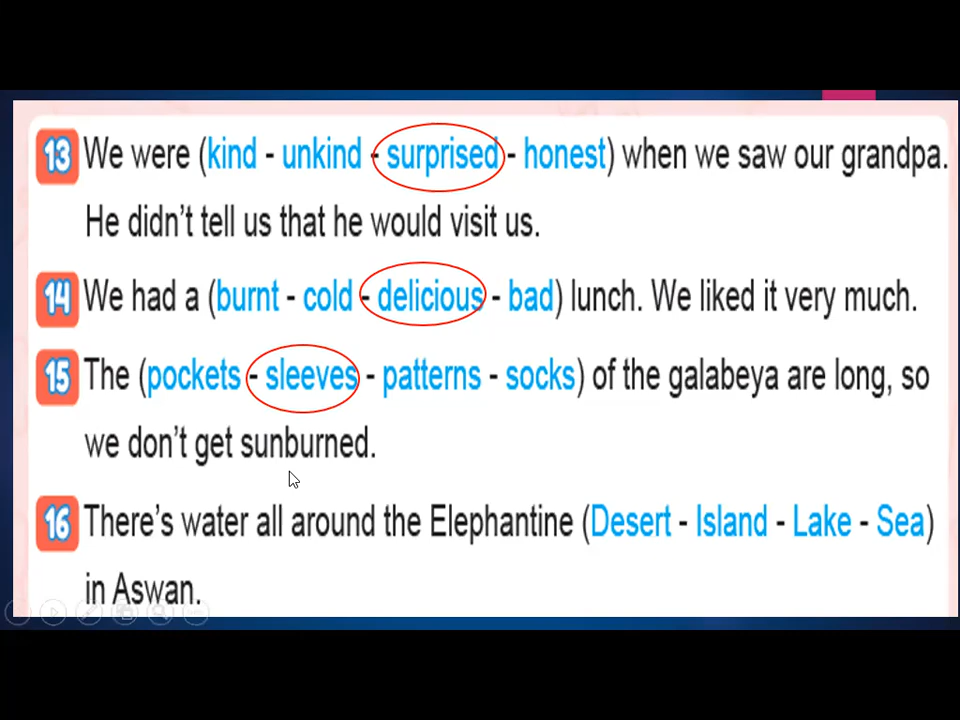 13 We were (kind - unkind - surprised - honest) when we saw our grandpa.
He didn't tell us that he would visit us.
14 We had a (burnt - cold - delicious - bad) lunch. We liked it very much.
15 The (pockets - sleeves - patterns - socks) of the galabeya are long, so
we don't get sunburned.
16 There's water all around the Elephantine (Desert - Island - Lake - Sea)
in Aswan.